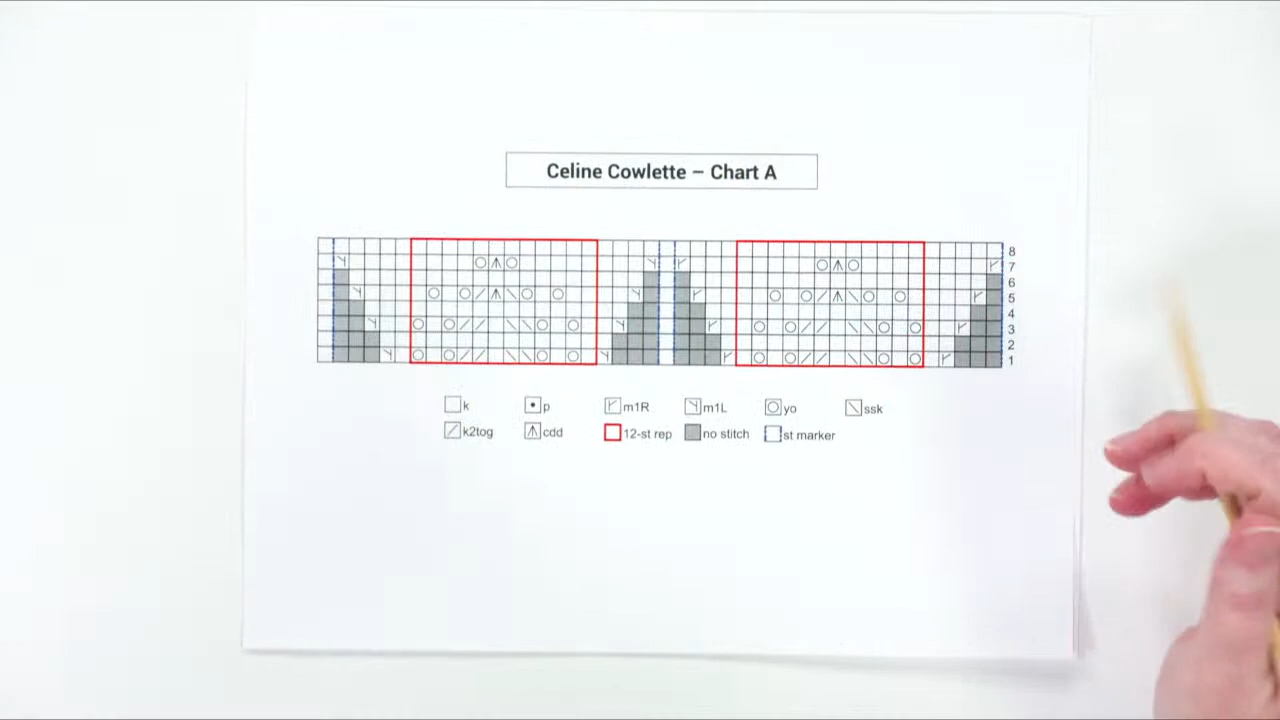 Celine Cowlette – Chart A
8
7
6
5
4
3
2
1
k p m1R m1L yo ssk
k2tog cdd 12-st rep no stitch st marker